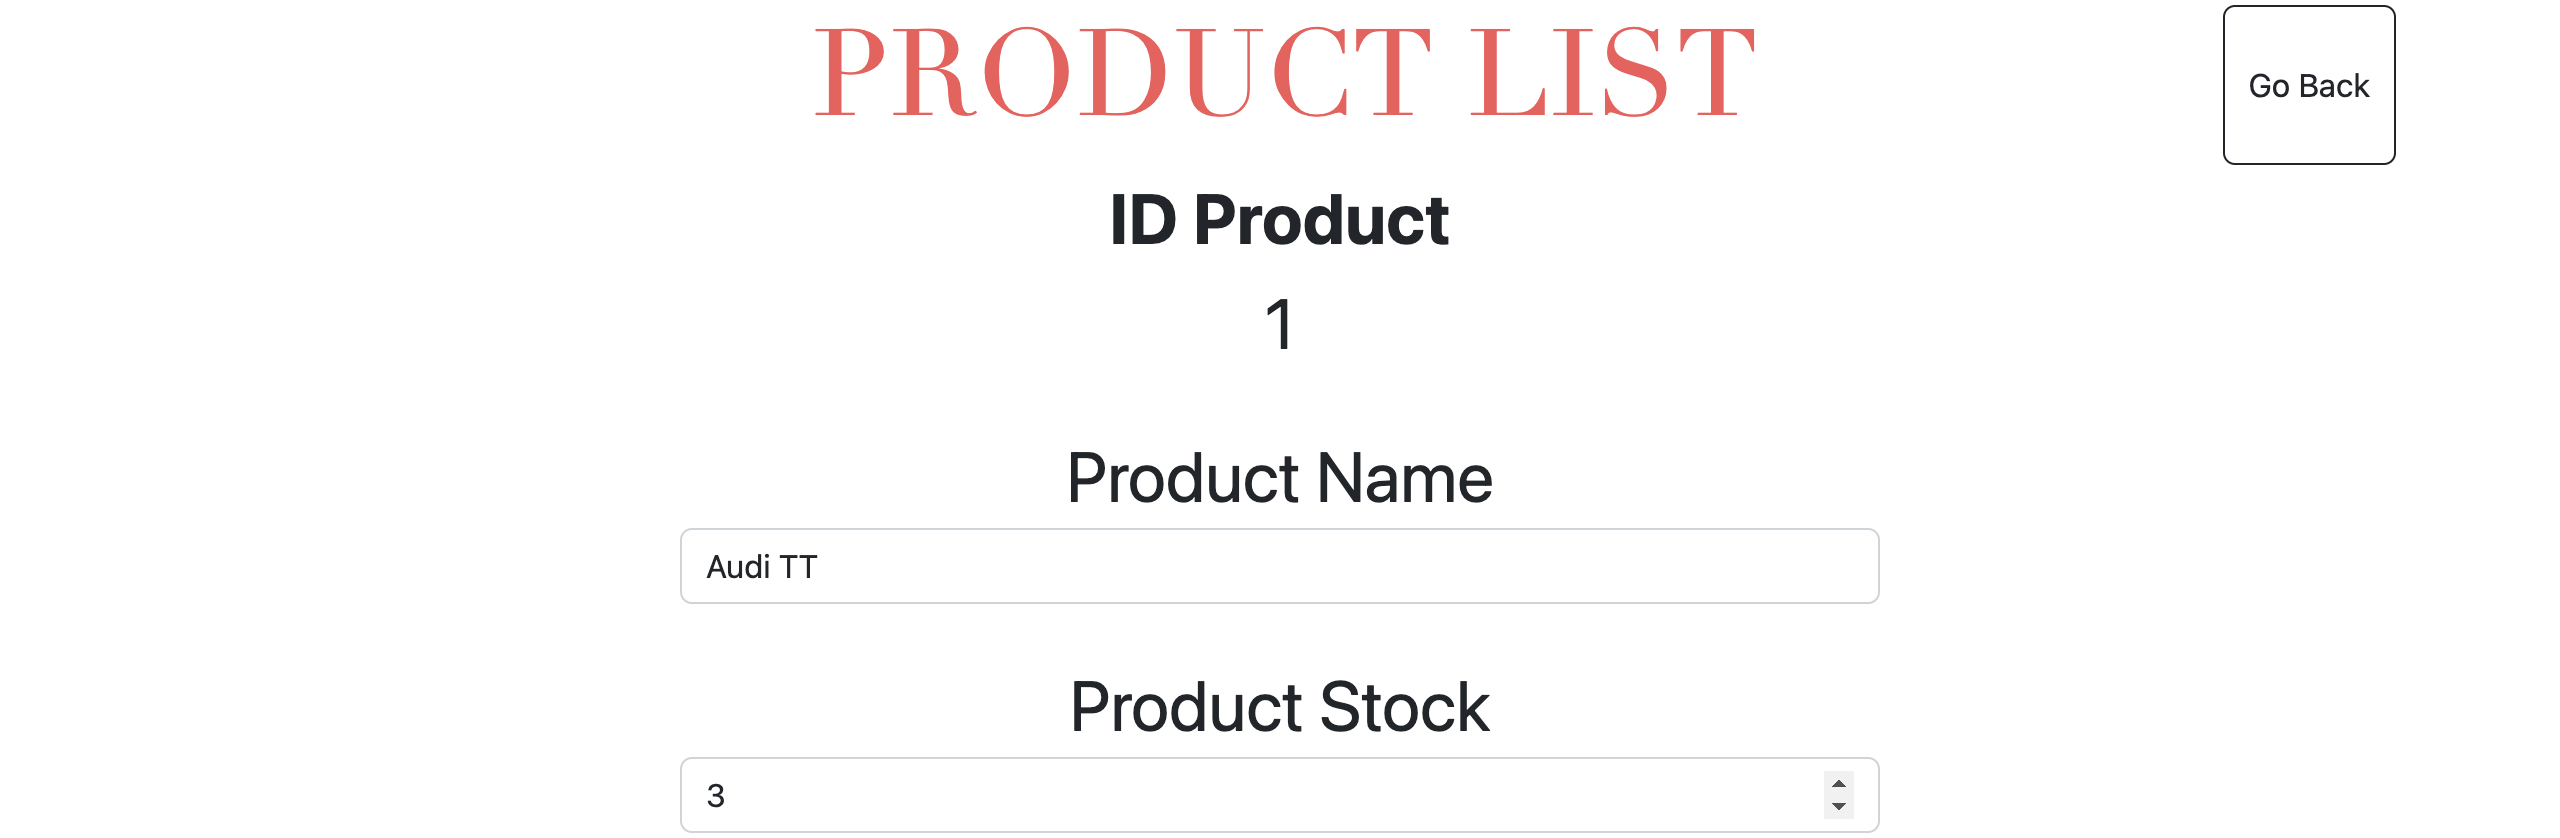 PRODUCT LIST
Go Back
ID Product
1
Product Name
Audi TT
Product Stock
3